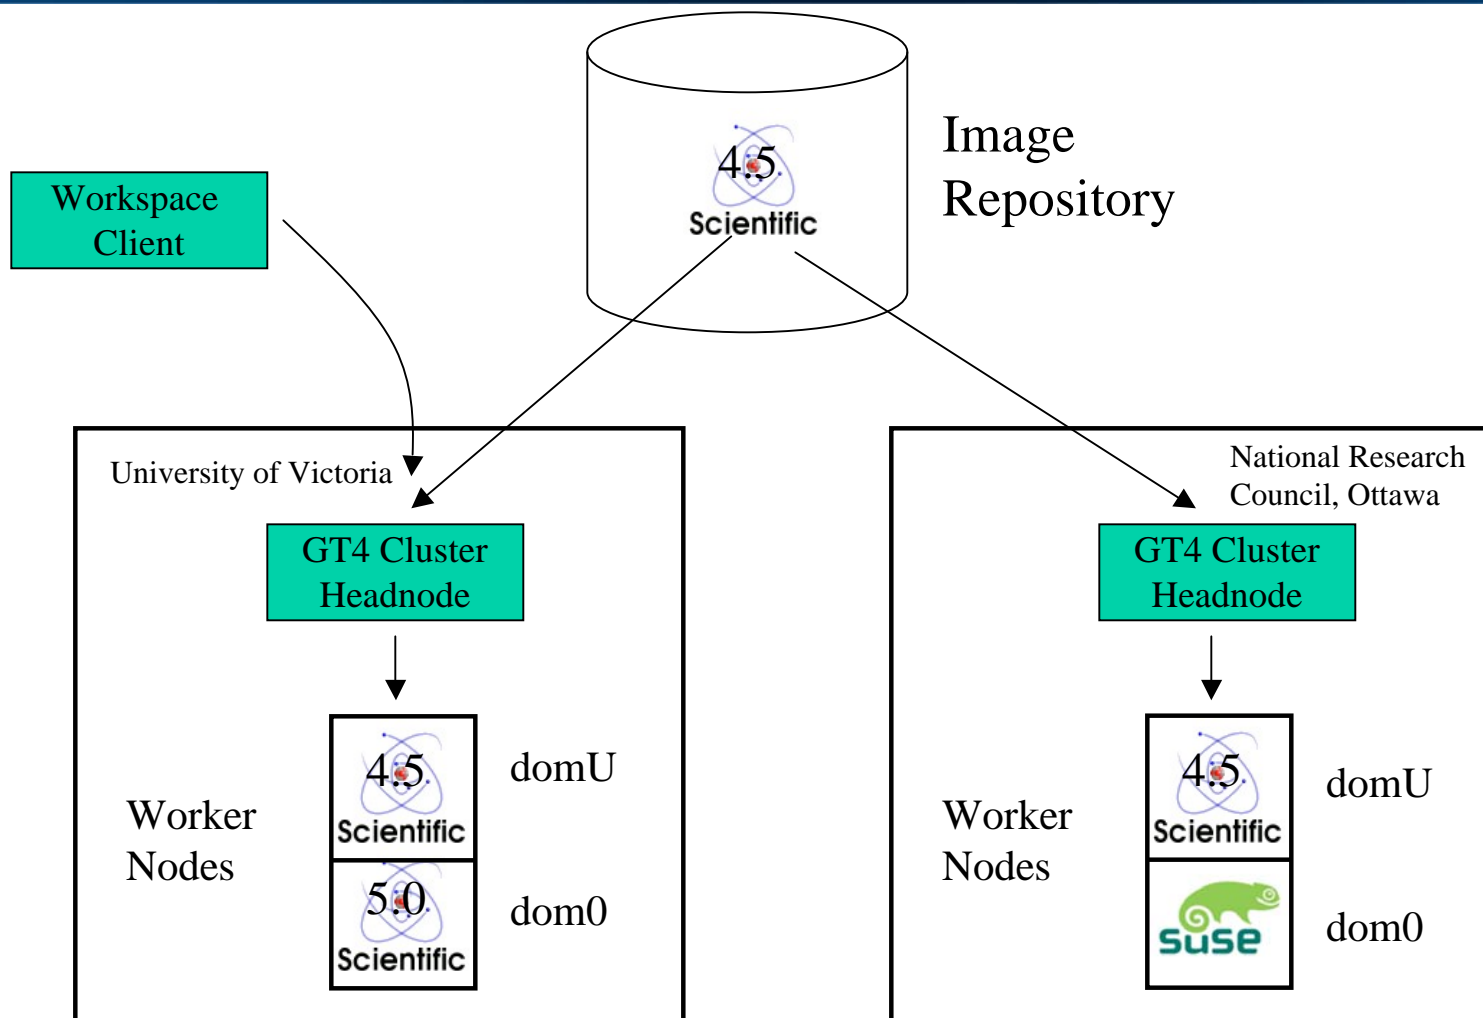 4.5
Scientific
Image
Repository
Workspace
Client
University of Victoria
GT4 Cluster
Headnode
Worker
Nodes
4.5
Scientific
domU
5.0
Scientific
dom0
National Research
Council, Ottawa
GT4 Cluster
Headnode
Worker
Nodes
4.5
Scientific
domU
suse
dom0